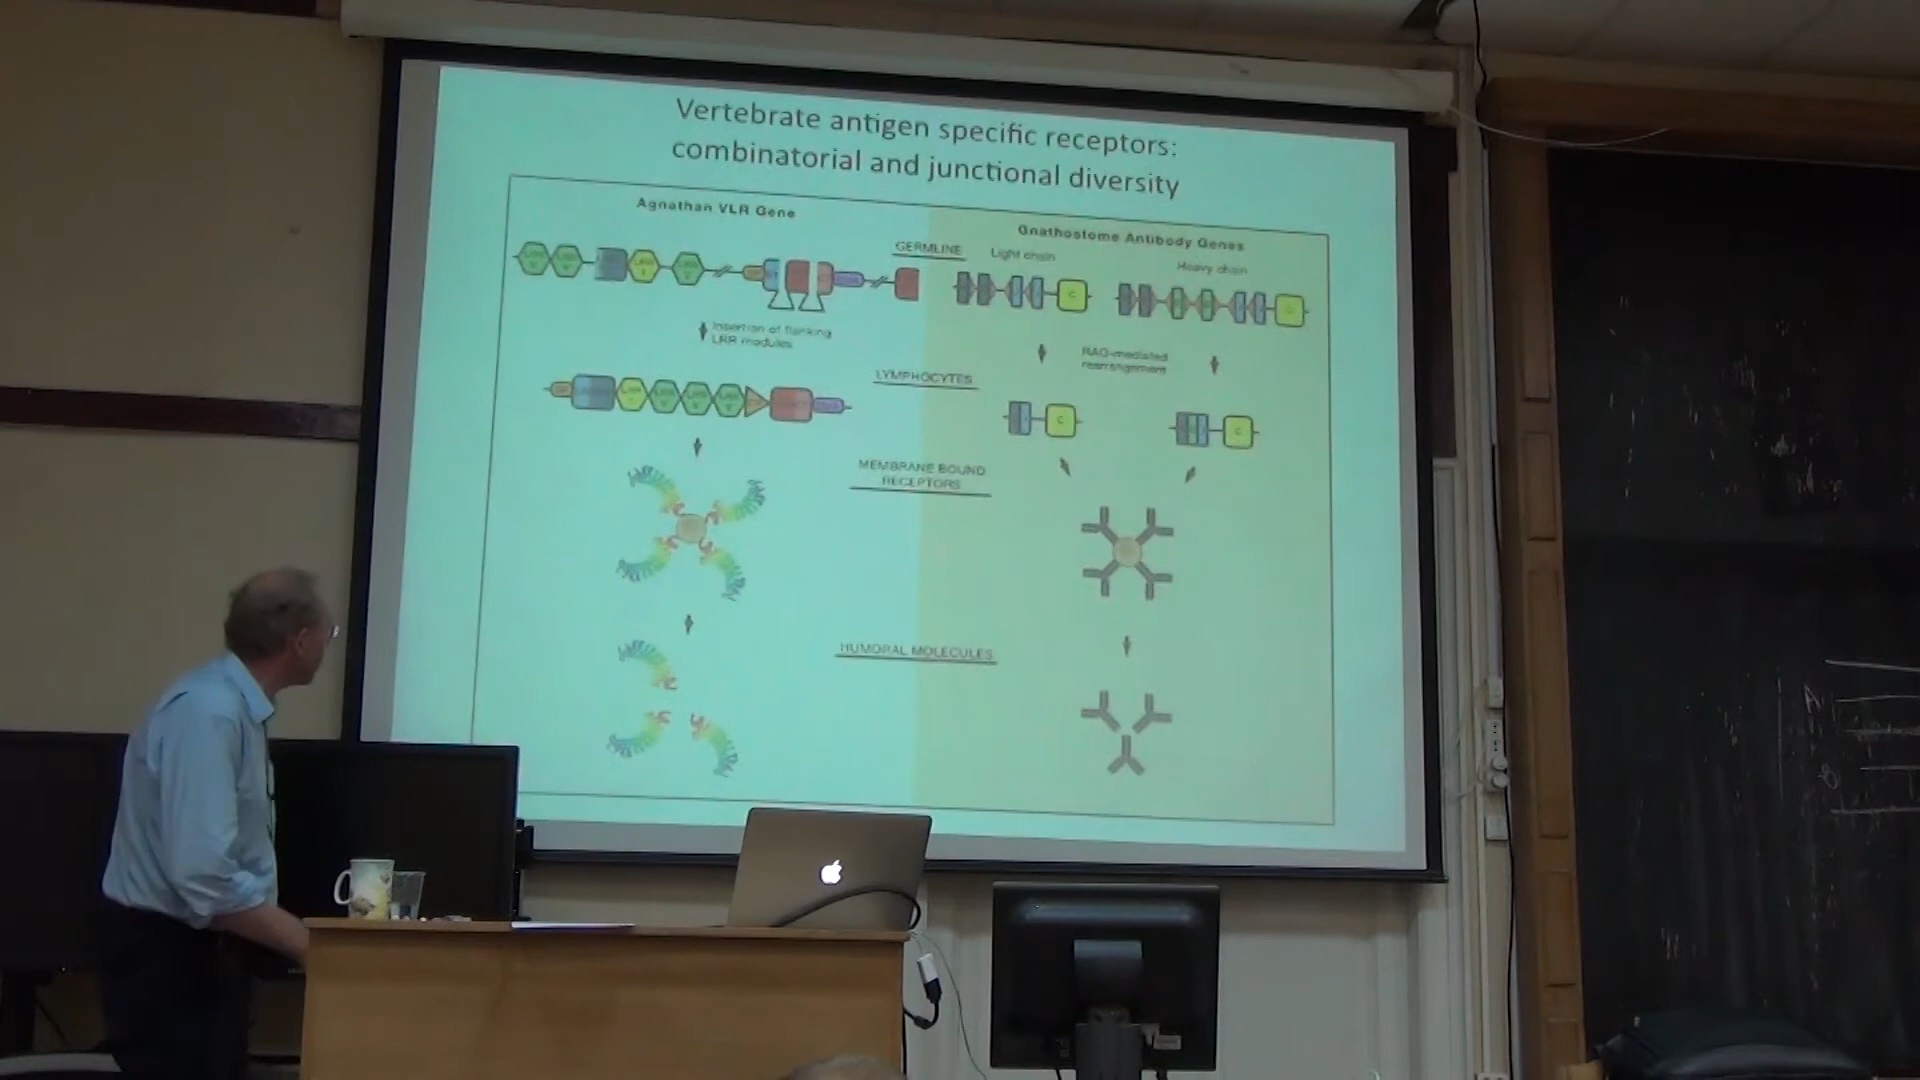 Vertebrate antigen specific receptors:
combinatorial and junctional diversity
Agnathan VLR Gene
Gnathostome Antibody Genes
GERMLINE
Light chain
Heavy chain
C
Insertion of flanking
LRR modules
RAG-mediated
rearrangement
LYMPHOCYTES
C
C
MEMBRANE BOUND
RECEPTORS
HUMORAL MOLECULES